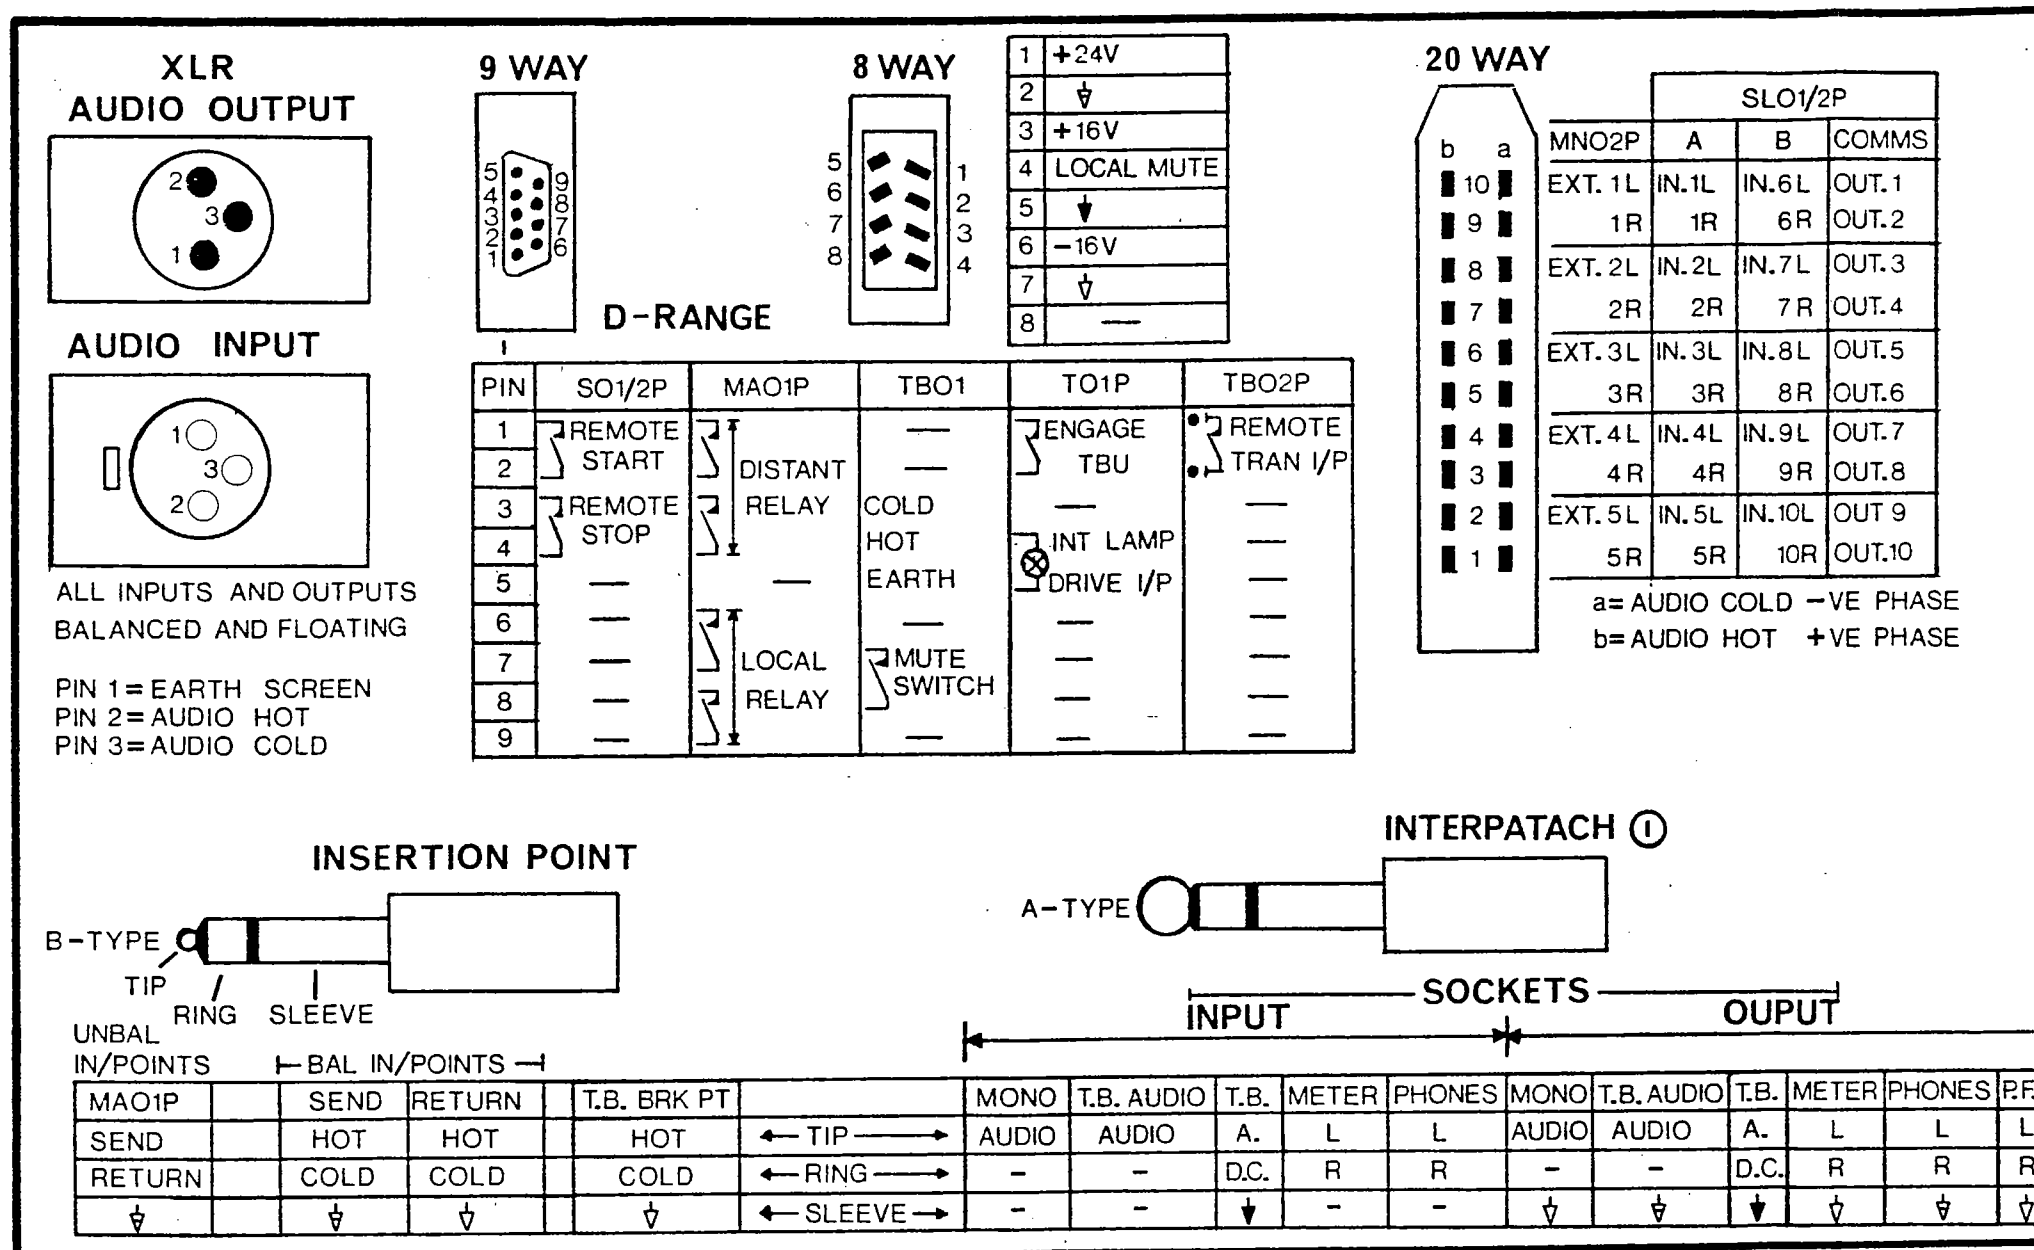 XLR
AUDIO OUTPUT
2
3
1
AUDIO INPUT
1
3
2
ALL INPUTS AND OUTPUTS
BALANCED AND FLOATING
PIN 1=EARTH SCREEN
PIN 2=AUDIO HOT
PIN 3=AUDIO COLD
9 WAY
5 9
4 8
3 7
2 6
1
D-RANGE
8 WAY
5 1
6 2
7 3
8 4
1 +24V
2
3 +16V
4 LOCAL MUTE
5
6 -16V
7
8 —
PIN SO1/2P MAO1P TBO1 TO1P TBO2P
1 REMOTE — ENGAGE REMOTE
2 START DISTANT — TBU TRAN I/P
3 REMOTE RELAY COLD — —
4 STOP HOT INT LAMP —
5 — — EARTH DRIVE I/P —
6 — — — —
7 — LOCAL MUTE — —
8 — RELAY SWITCH — —
9 — — — —
20 WAY
SLO1/2P
b a MNO2P A B COMMS
10 EXT.1L IN.1L IN.6L OUT.1
9 1R 1R 6R OUT.2
8 EXT.2L IN.2L IN.7L OUT.3
7 2R 2R 7R OUT.4
6 EXT.3L IN.3L IN.8L OUT.5
5 3R 3R 8R OUT.6
4 EXT.4L IN.4L IN.9L OUT.7
3 4R 4R 9R OUT.8
2 EXT.5L IN.5L IN.10L OUT 9
1 5R 5R 10R OUT.10
a=AUDIO COLD -VE PHASE
b=AUDIO HOT +VE PHASE
INSERTION POINT
B-TYPE
TIP
RING SLEEVE
INTERPATACH 1
A-TYPE
SOCKETS
INPUT OUPUT
UNBAL
IN/POINTS BAL IN/POINTS
MAO1P SEND RETURN T.B. BRK PT MONO T.B. AUDIO T.B. METER PHONES MONO T.B. AUDIO T.B. METER PHONES P.F.
SEND HOT HOT HOT TIP AUDIO AUDIO A. L L AUDIO AUDIO A. L L L
RETURN COLD COLD COLD RING - - D.C. R R - - D.C. R R R
SLEEVE - - - -